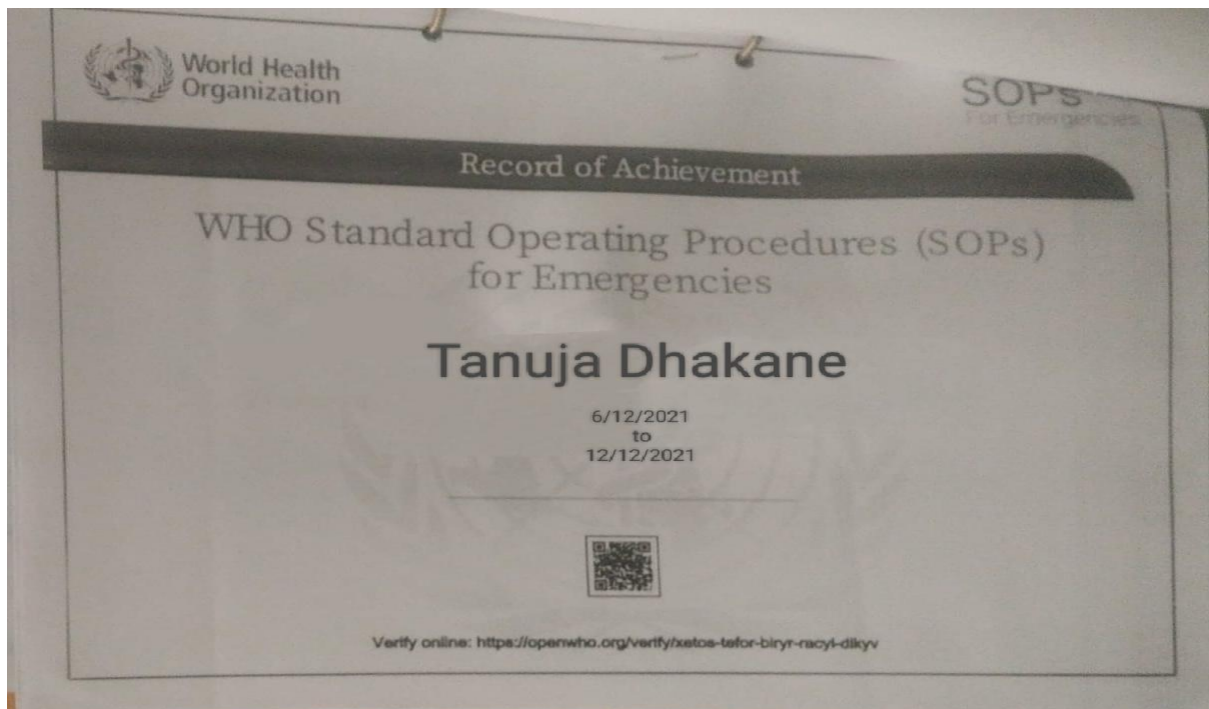 World Health
Organization
SOPs
For Emergencies
Record of Achievement
WHO Standard Operating Procedures (SOPs)
for Emergencies
Tanuja Dhakane
6/12/2021
to
12/12/2021
Verify online: https://openwho.org/verify/xetos-tefor-biryr-racyl-dikyv